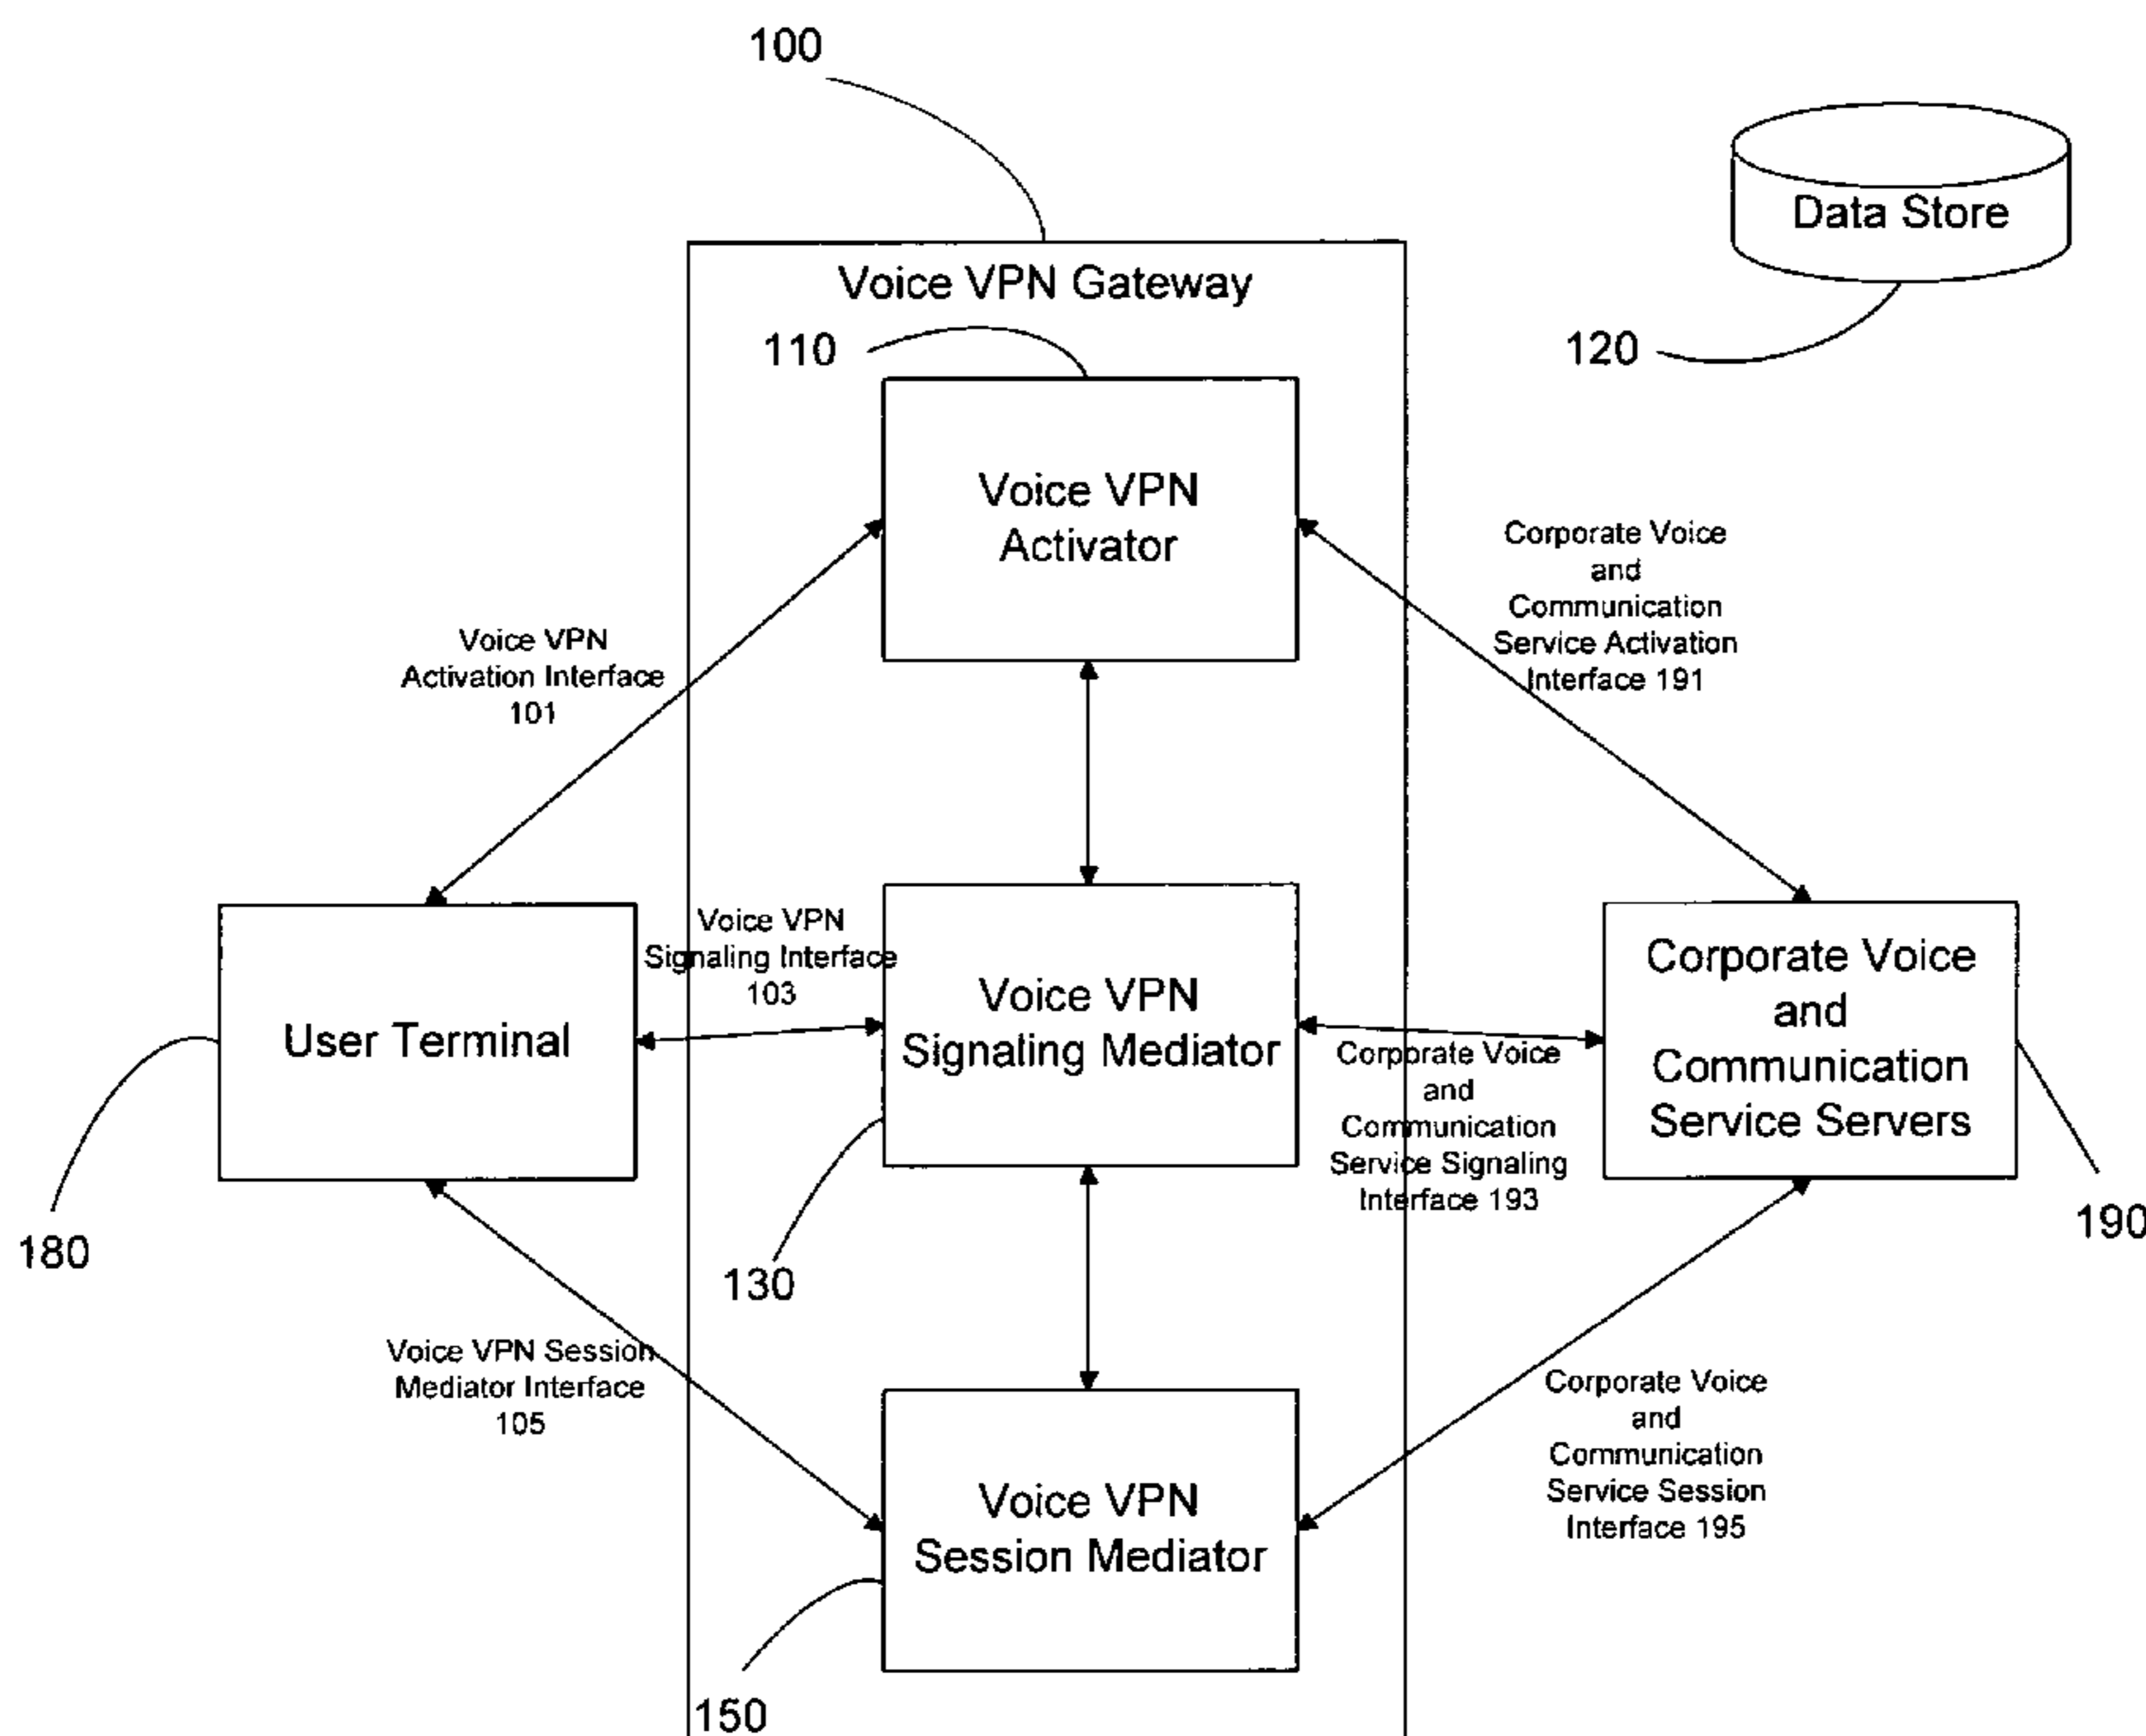 100
Data Store
Voice VPN Gateway
110
120
Voice VPN
Activator
Corporate Voice
and
Communication
Service Activation
Interface 191
Voice VPN
Activation Interface
101
Voice VPN
Signaling Interface
103
User Terminal
Voice VPN
Signaling Mediator
Corporate Voice
and
Communication
Service Servers
Corporate Voice
and
Communication
Service Signaling
Interface 193
180
130
190
Voice VPN Session
Mediator Interface
105
Corporate Voice
and
Communication
Service Session
Interface 195
Voice VPN
Session Mediator
150